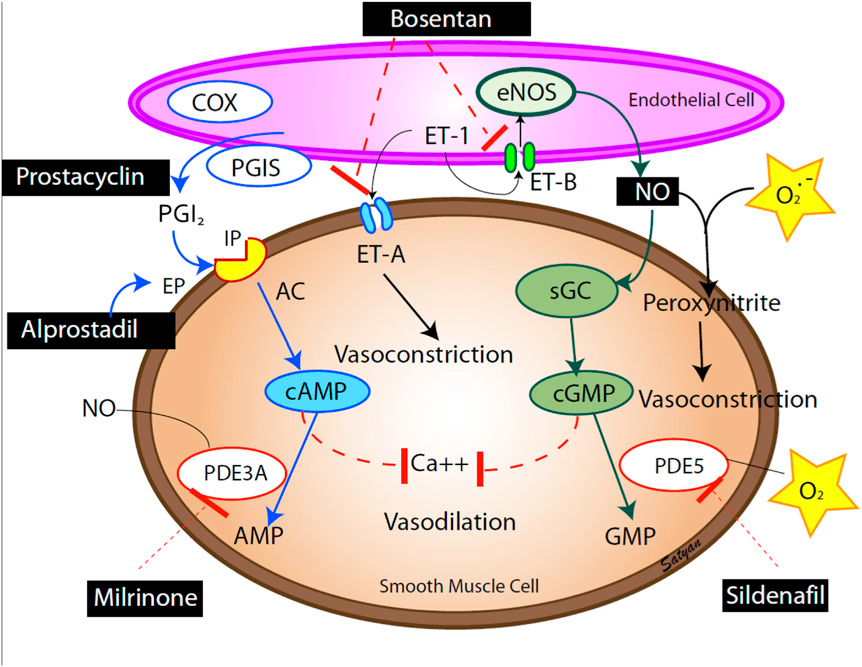 Bosentan
COX
eNOS
Endothelial Cell
ET-1
PGIS
Prostacyclin
ET-B
NO
O₂˙⁻
PGI₂
IP
ET-A
EP
AC
sGC
Peroxynitrite
Alprostadil
Vasoconstriction
cAMP
cGMP
Vasoconstriction
NO
PDE3A
Ca++
PDE5
O₂
Vasodilation
AMP
GMP
Satyan
Smooth Muscle Cell
Milrinone
Sildenafil